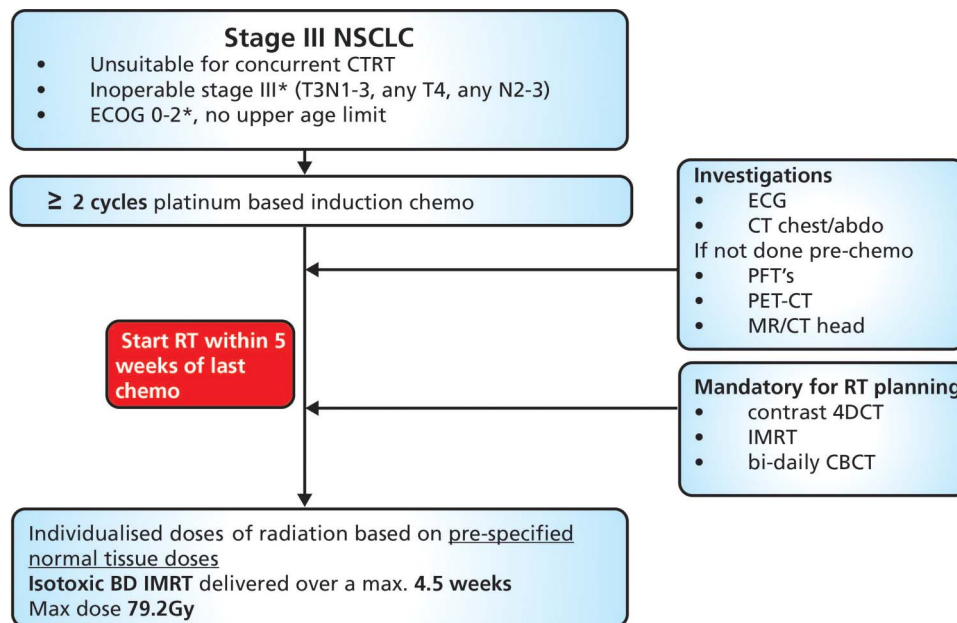 Stage III NSCLC
• Unsuitable for concurrent CTRT
• Inoperable stage III* (T3N1-3, any T4, any N2-3)
• ECOG 0-2*, no upper age limit
≥ 2 cycles platinum based induction chemo
Investigations
• ECG
• CT chest/abdo
If not done pre-chemo
• PFT's
• PET-CT
• MR/CT head
Start RT within 5
weeks of last
chemo
Mandatory for RT planning
• contrast 4DCT
• IMRT
• bi-daily CBCT
Individualised doses of radiation based on pre-specified
normal tissue doses
Isotoxic BD IMRT delivered over a max. 4.5 weeks
Max dose 79.2Gy